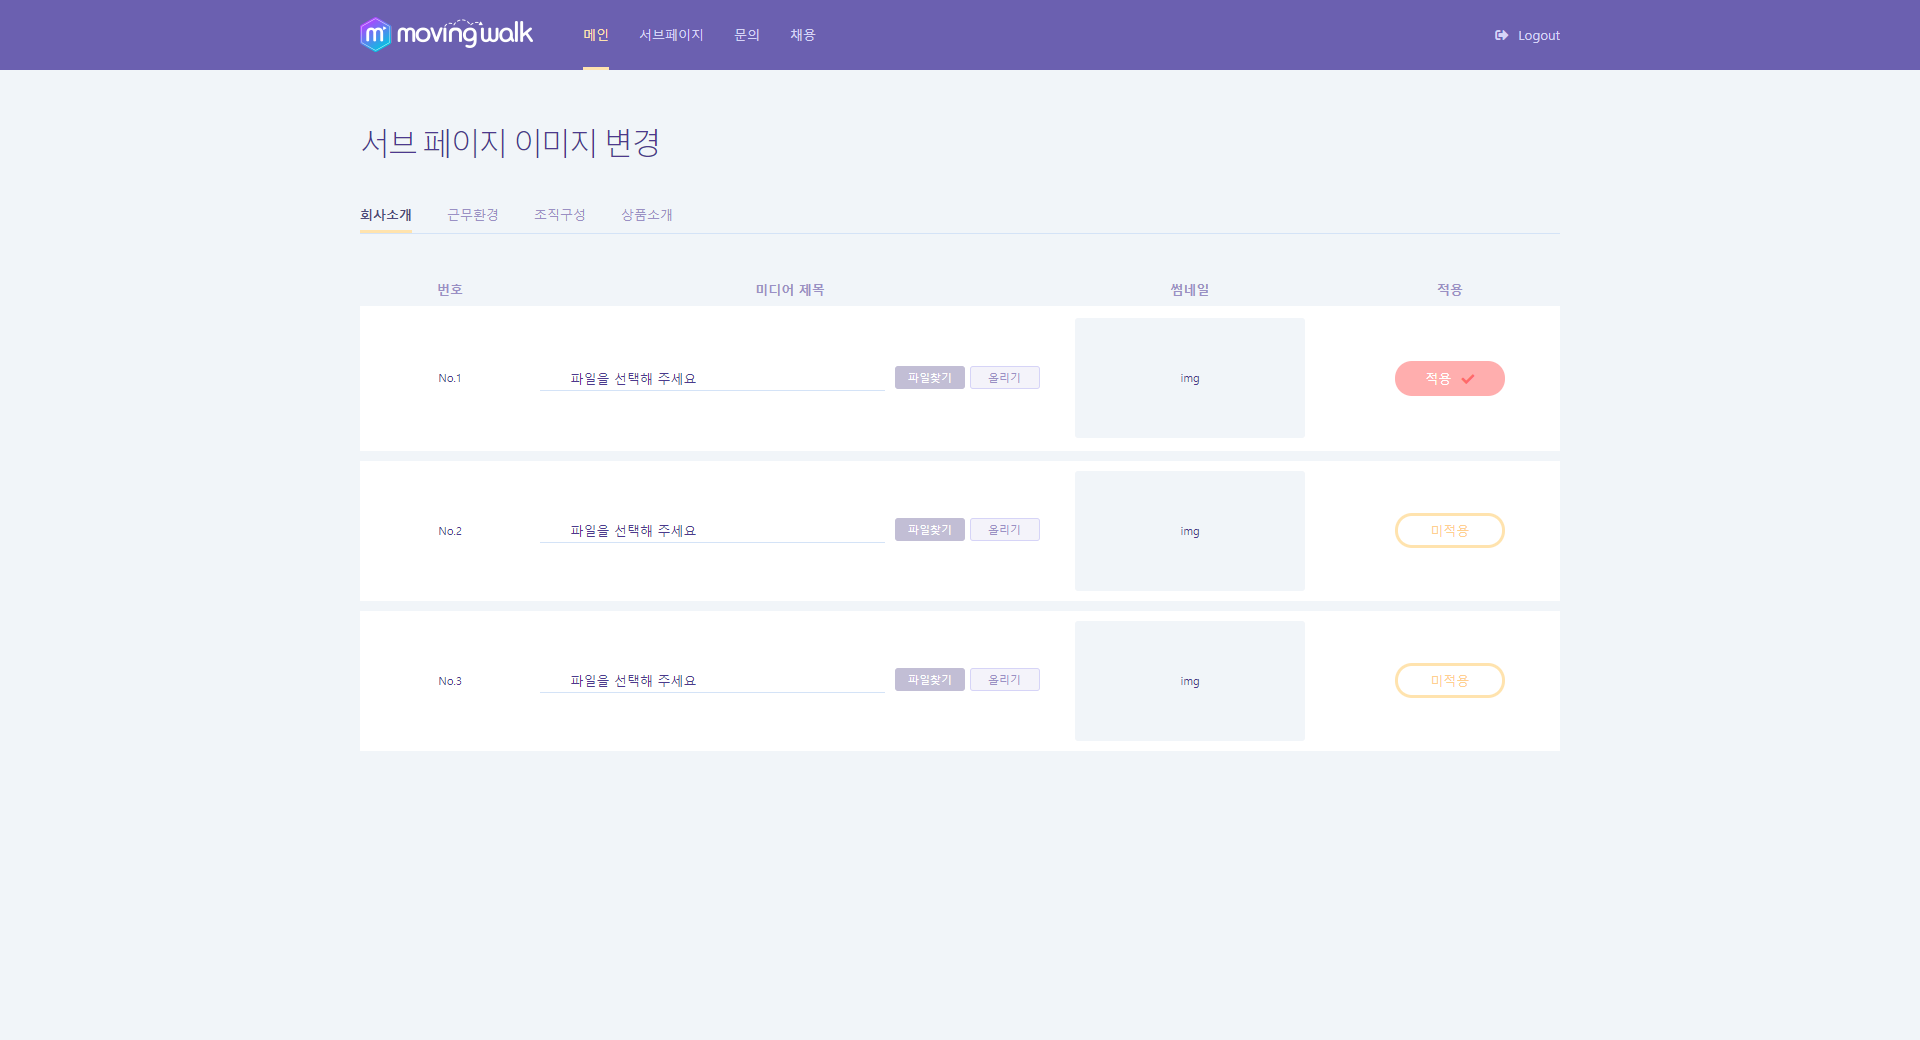 movingwalk 메인 서브페이지 문의 채용 Logout
서브 페이지 이미지 변경
회사소개 근무환경 조직구성 상품소개
번호 미디어 제목 썸네일 적용
No.1 파일을 선택해 주세요 파일찾기 올리기 img 적용
No.2 파일을 선택해 주세요 파일찾기 올리기 img 미적용
No.3 파일을 선택해 주세요 파일찾기 올리기 img 미적용